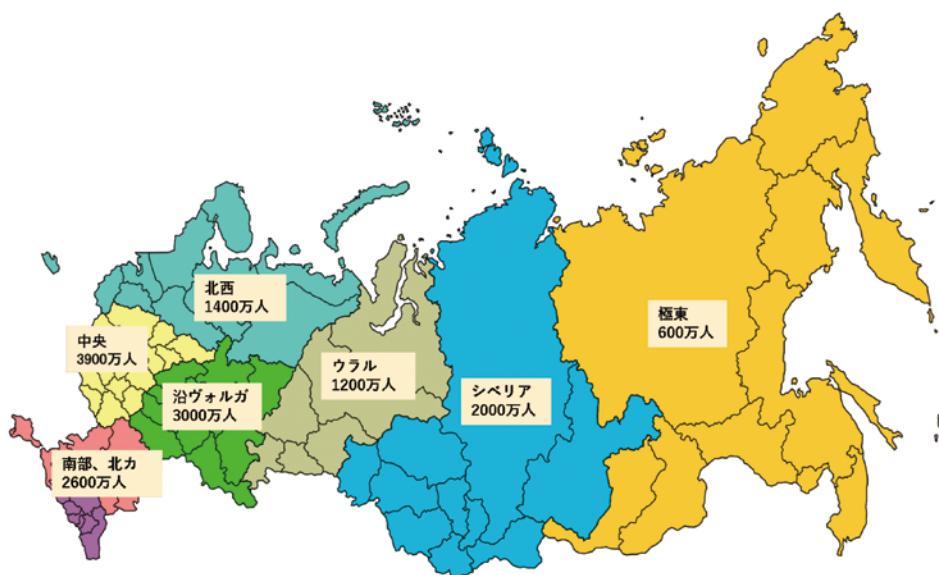 北西
1400万人
極東
600万人
中央
3900万人
ウラル
1200万人
沿ヴォルガ
3000万人
シベリア
2000万人
南部、北カ
2600万人